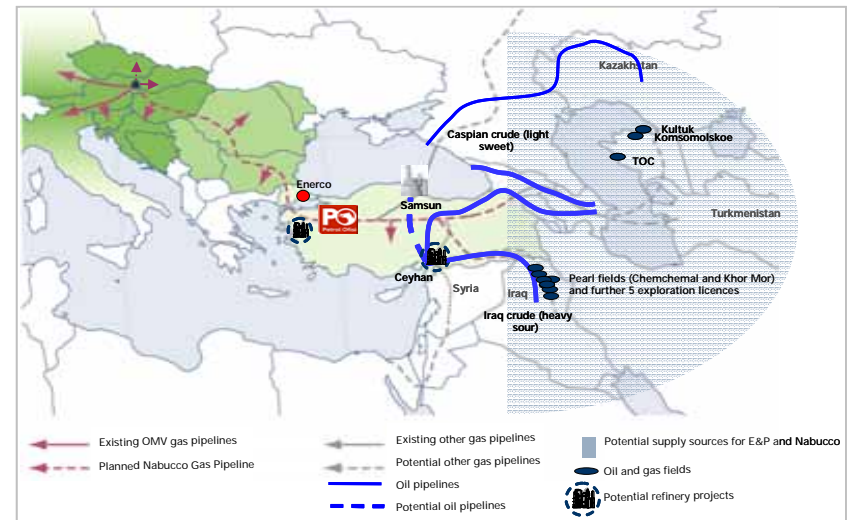 Kazakhstan
Kultuk
Komsomolskoe
Caspian crude (light
sweet)
TOC
Enerco
Samsun
PO
Petrol Ofisi
Turkmenistan
Ceyhan
Syria
Iraq
Pearl fields (Chemchemal and Khor Mor)
and further 5 exploration licences
Iraq crude (heavy
sour)
Existing OMV gas pipelines
Planned Nabucco Gas Pipeline
Existing other gas pipelines
Potential other gas pipelines
Oil pipelines
Potential oil pipelines
Potential supply sources for E&P and Nabucco
Oil and gas fields
Potential refinery projects